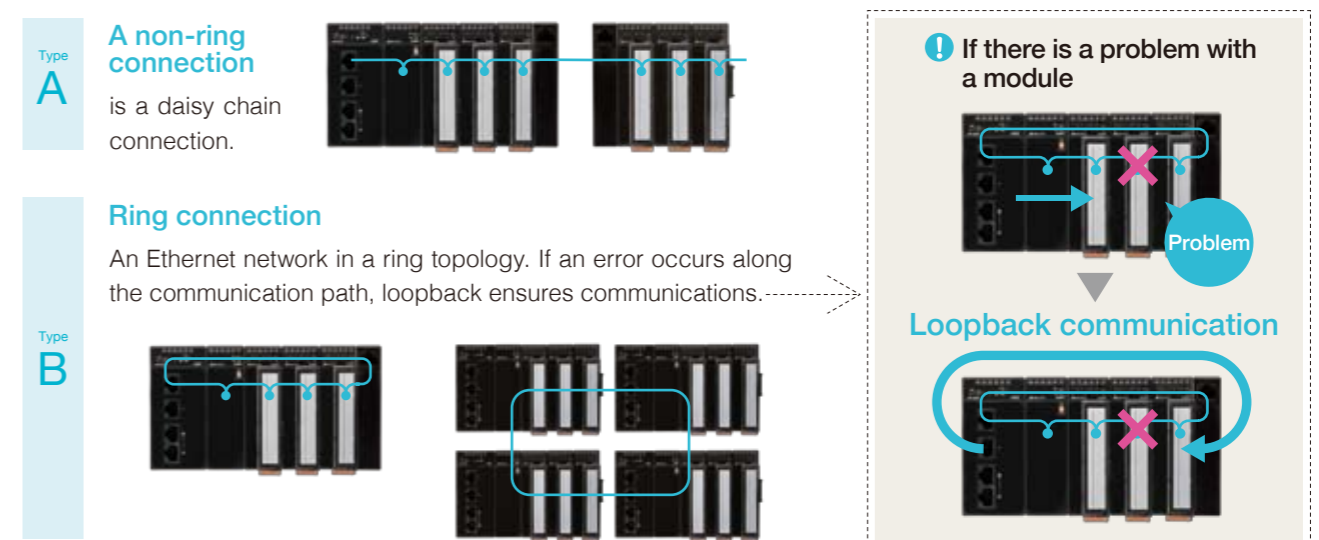 Type
A
A non-ring
connection
is a daisy chain
connection.
Type
B
Ring connection
An Ethernet network in a ring topology. If an error occurs along
the communication path, loopback ensures communications.
! If there is a problem with
a module
Problem
Loopback communication